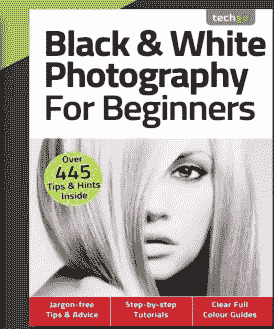 techgo
Black & White
Photography
For Beginners
Over
445
Tips & Hints
Inside
Jargon-free
Tips & Advice
Step-by-step
Tutorials
Clear Full
Colour Guides